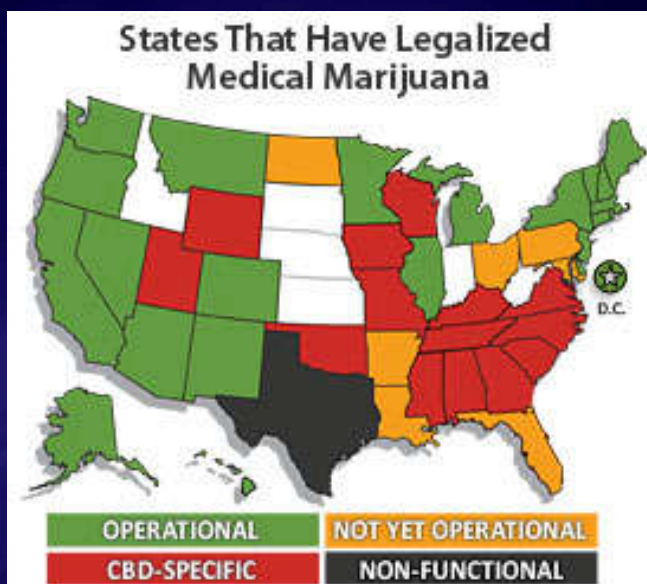 States That Have Legalized
Medical Marijuana
D.C.
OPERATIONAL
NOT YET OPERATIONAL
CBD-SPECIFIC
NON-FUNCTIONAL